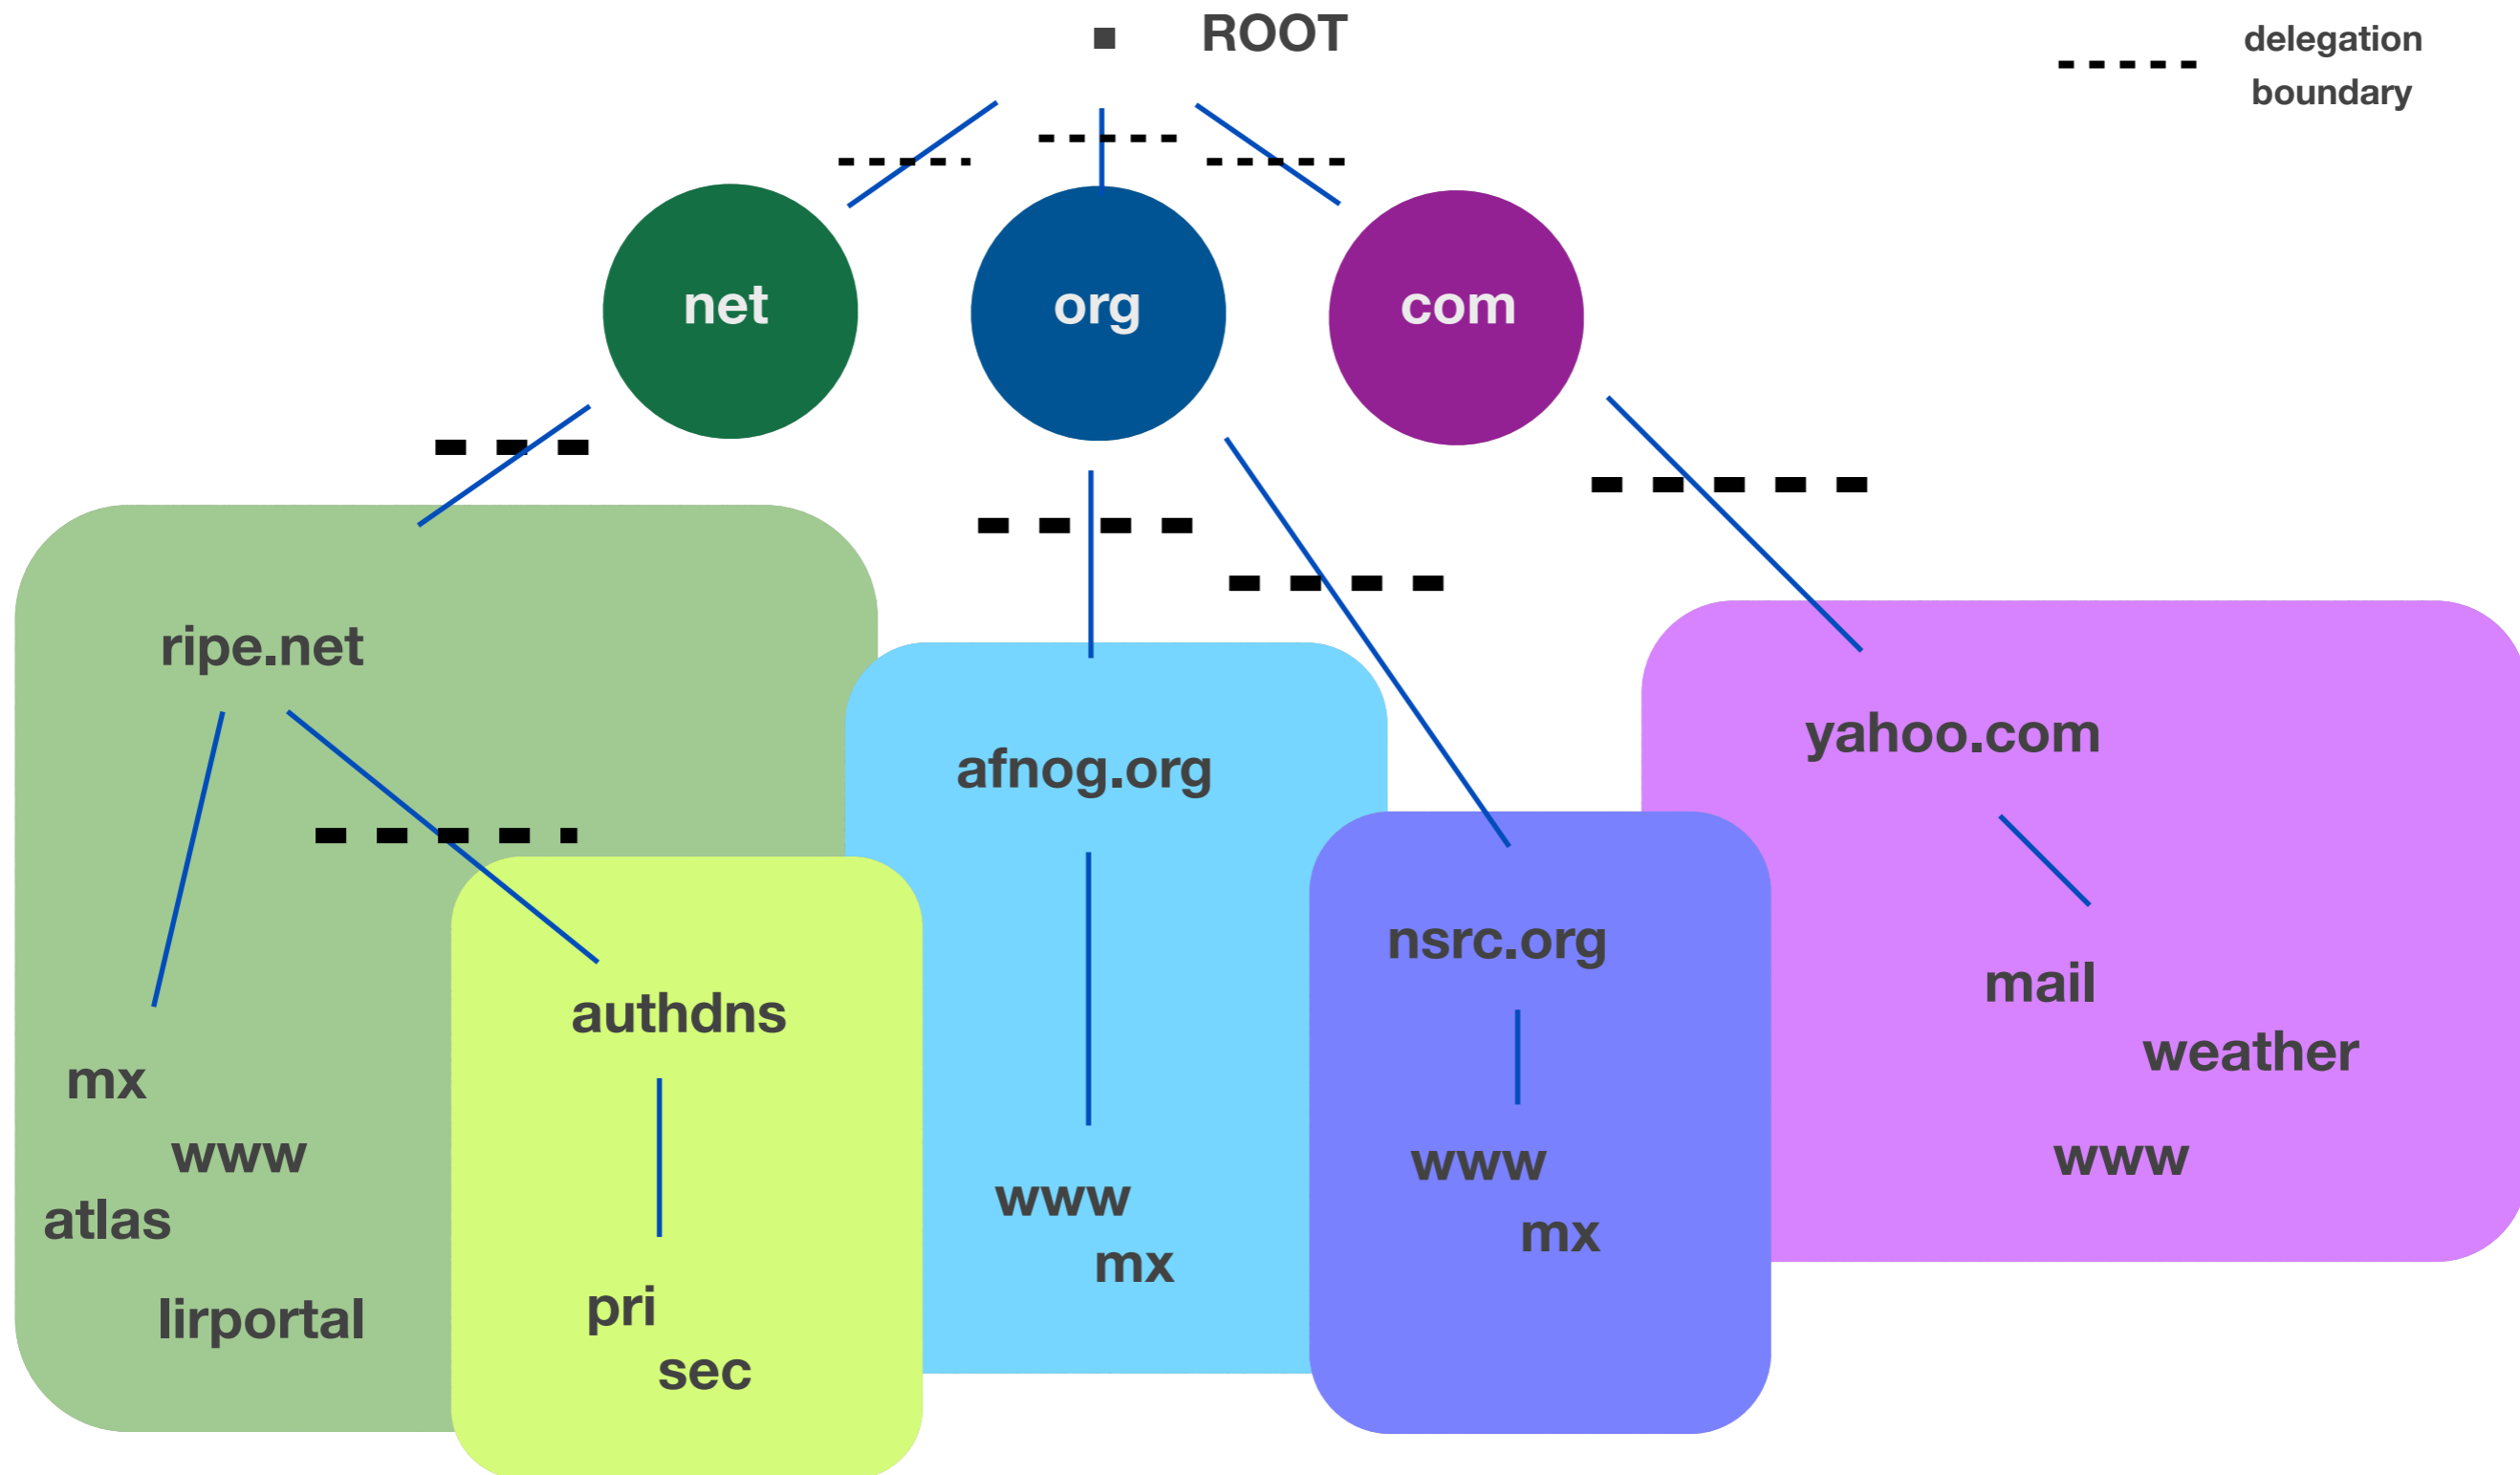 . ROOT
delegation
boundary
net
org
com
ripe.net
afnog.org
yahoo.com
nsrc.org
authdns
mail
weather
www
mx
www
atlas
lirportal
pri
sec
www
mx
www
mx